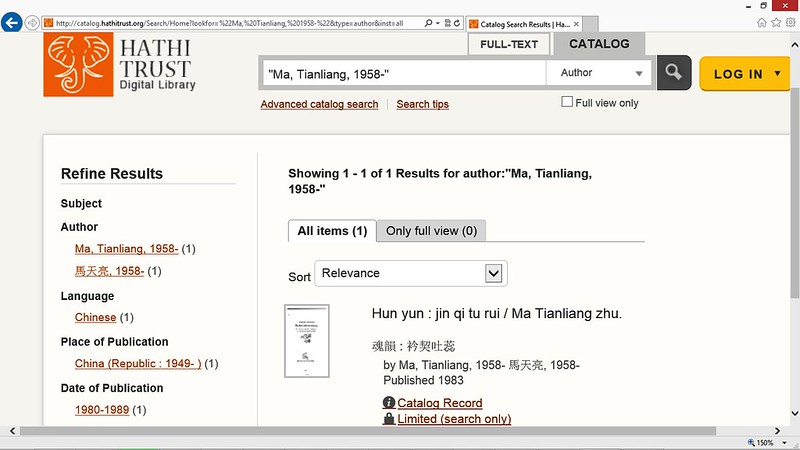 http://catalog.hathitrust.org/Search/Home?lookfor= %22Ma,%20Tianliang,%201958-%22&type=author&inst=all
Catalog Search Results | Ha...
HATHI
TRUST
Digital Library
FULL-TEXT
CATALOG
"Ma, Tianliang, 1958-"
Author
LOG IN
Advanced catalog search
Search tips
Full view only
Refine Results
Subject
Author
Ma, Tianliang, 1958- (1)
馬天亮, 1958- (1)
Language
Chinese (1)
Place of Publication
China (Republic : 1949- ) (1)
Date of Publication
1980-1989 (1)
Showing 1 - 1 of 1 Results for author:"Ma, Tianliang,
1958-"
All items (1)
Only full view (0)
Sort
Relevance
Hun yun : jin qi tu rui / Ma Tianliang zhu.
魂韻 : 衿契吐蕊
by Ma, Tianliang, 1958- 馬天亮, 1958-
Published 1983
Catalog Record
Limited (search only)
150%